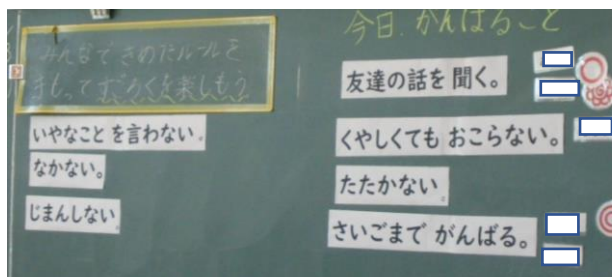 みんなできめたルールを
まもってすごろくを楽しもう
いやなことを言わない。
なかない。
じまんしない。
今日.がんばること
友達の話を聞く。
くやしくてもおこらない。
たたかない。
さいごまでがんばる。